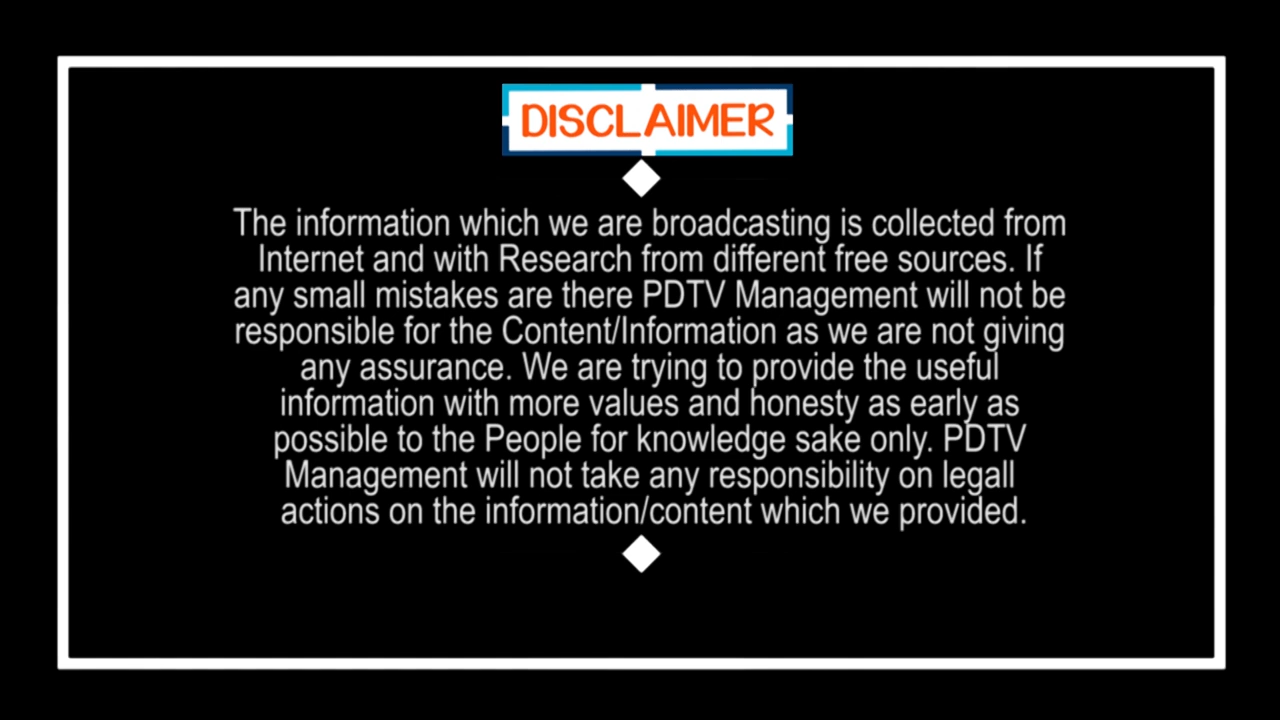 DISCLAIMER
The information which we are broadcasting is collected from
Internet and with Research from different free sources. If
any small mistakes are there PDTV Management will not be
responsible for the Content/Information as we are not giving
any assurance. We are trying to provide the useful
information with more values and honesty as early as
possible to the People for knowledge sake only. PDTV
Management will not take any responsibility on legall
actions on the information/content which we provided.